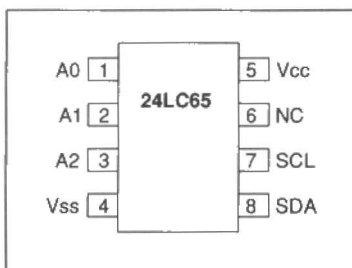 A0 1 5 Vcc
24LC65
A1 2 6 NC
A2 3 7 SCL
Vss 4 8 SDA